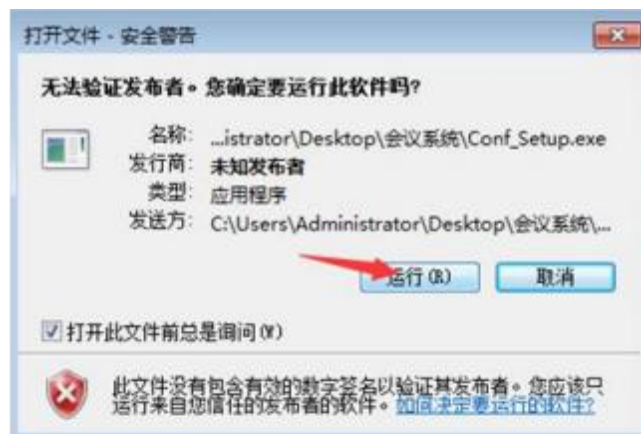 打开文件 - 安全警告
无法验证发布者。您确定要运行此软件吗?
名称: ...istrator\Desktop\会议系统\Conf_Setup.exe
发行商: 未知发布者
类型: 应用程序
发送方: C:\Users\Administrator\Desktop\会议系统\...
运行(R) 取消
打开此文件前总是询问(W)
此文件没有包含有效的数字签名以验证其发布者。您应该只
运行来自您信任的发布者的软件。如何决定要运行的软件?